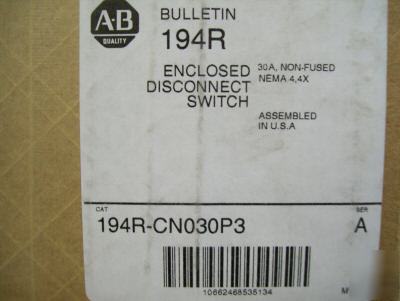 AB
QUALITY
BULLETIN
194R
ENCLOSED
DISCONNECT
SWITCH
30A, NON-FUSED
NEMA 4,4X
ASSEMBLED
IN U.S.A
CAT
SER
194R-CN030P3
A
10662468535134
M